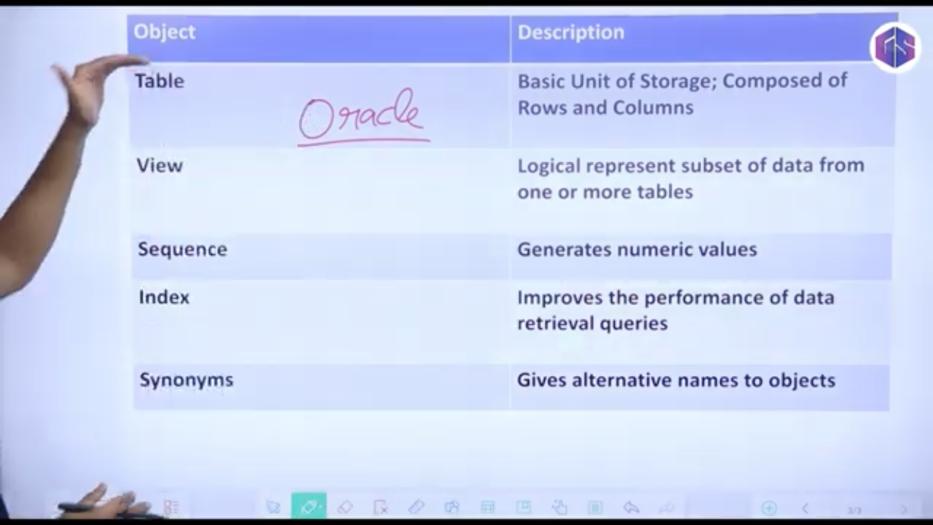 Object
Description
Table
Basic Unit of Storage; Composed of
Rows and Columns
Oracle
View
Logical represent subset of data from
one or more tables
Sequence
Generates numeric values
Index
Improves the performance of data
retrieval queries
Synonyms
Gives alternative names to objects